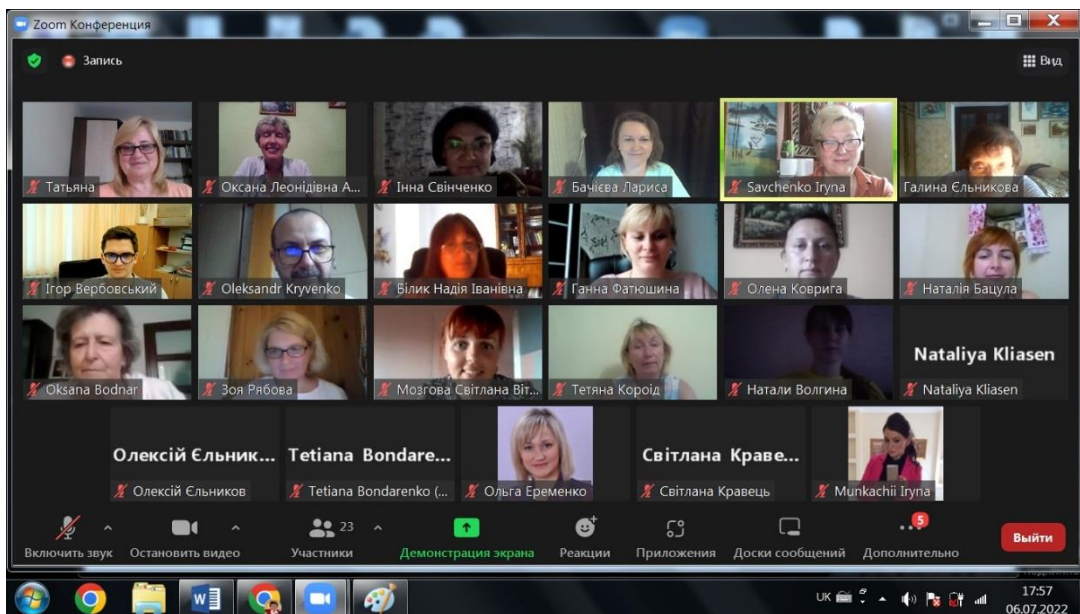 Zoom Конференция
Запись
Вид
Татьяна
Оксана Леонідівна А...
Інна Свінченко
Бачієва Лариса
Savchenko Iryna
Галина Єльникова
Ігор Вербовський
Oleksandr Kryvenko
Білик Надія Іванівна
Ганна Фатюшина
Олена Коврига
Наталія Бацула
Oksana Bodnar
Зоя Рябова
Мозгова Світлана Віт...
Тетяна Короід
Натали Волгина
Nataliya Kliasen
Nataliya Kliasen
Олексій Єльник...
Tetiana Bondare...
Світлана Краве...
Олексій Єльников
Tetiana Bondarenko (...
Ольга Еременко
Світлана Кравець
Munkachii Iryna
23
5
Включить звук
Остановить видео
Участники
Демонстрация экрана
Реакции
Приложения
Доски сообщений
Дополнительно
Выйти
UK
17:57
06.07.2022